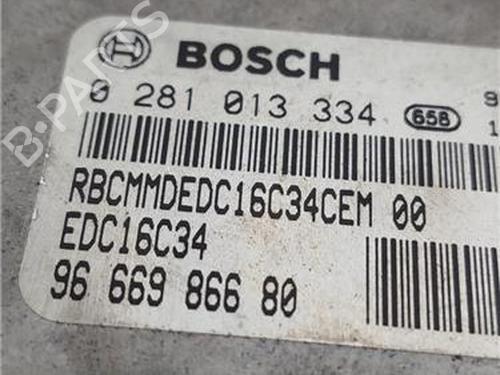 BOSCH
0 281 013 334 658
RBCMMDEDC16C34CEM 00
EDC16C34
96 669 866 80
B-PARTS